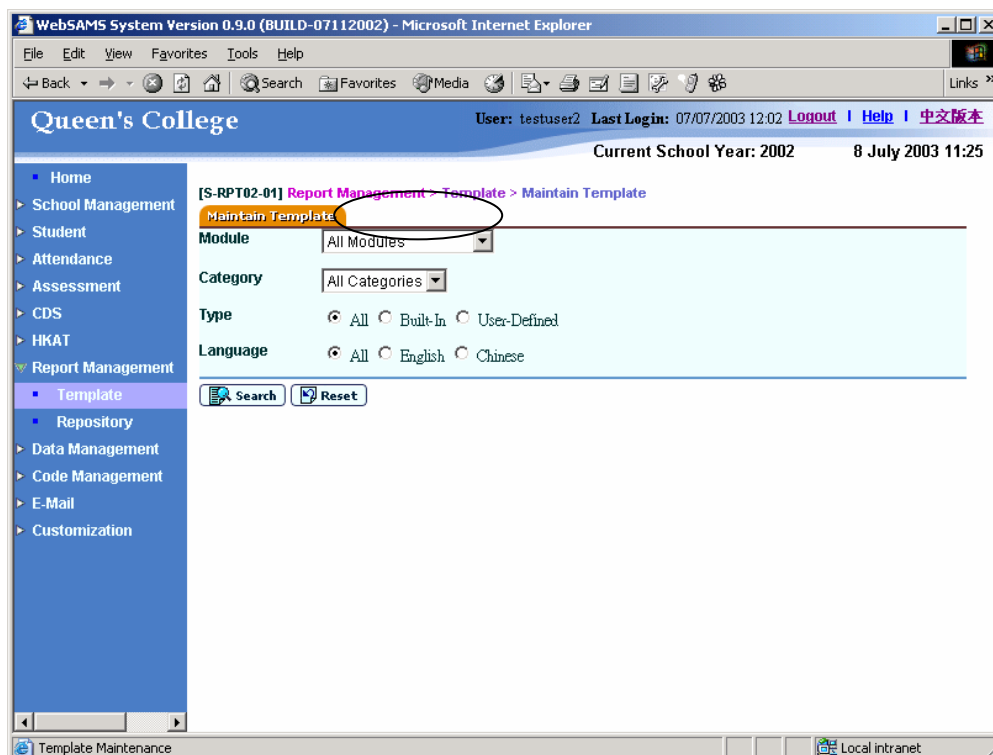 WebSAMS System Version 0.9.0 (BUILD-07112002) - Microsoft Internet Explorer
File Edit View Favorites Tools Help
Back Search Favorites Media Links »
Queen's College
User: testuser2 Last Login: 07/07/2003 12:02 Logout | Help | 中文版本
Current School Year: 2002 8 July 2003 11:25
Home
School Management
Student
Attendance
Assessment
CDS
HKAT
Report Management
Template
Repository
Data Management
Code Management
E-Mail
Customization
[S-RPT02-01] Report Management > Template > Maintain Template
Maintain Template
Module All Modules
Category All Categories
Type All Built-In User-Defined
Language All English Chinese
Search Reset
Template Maintenance Local intranet